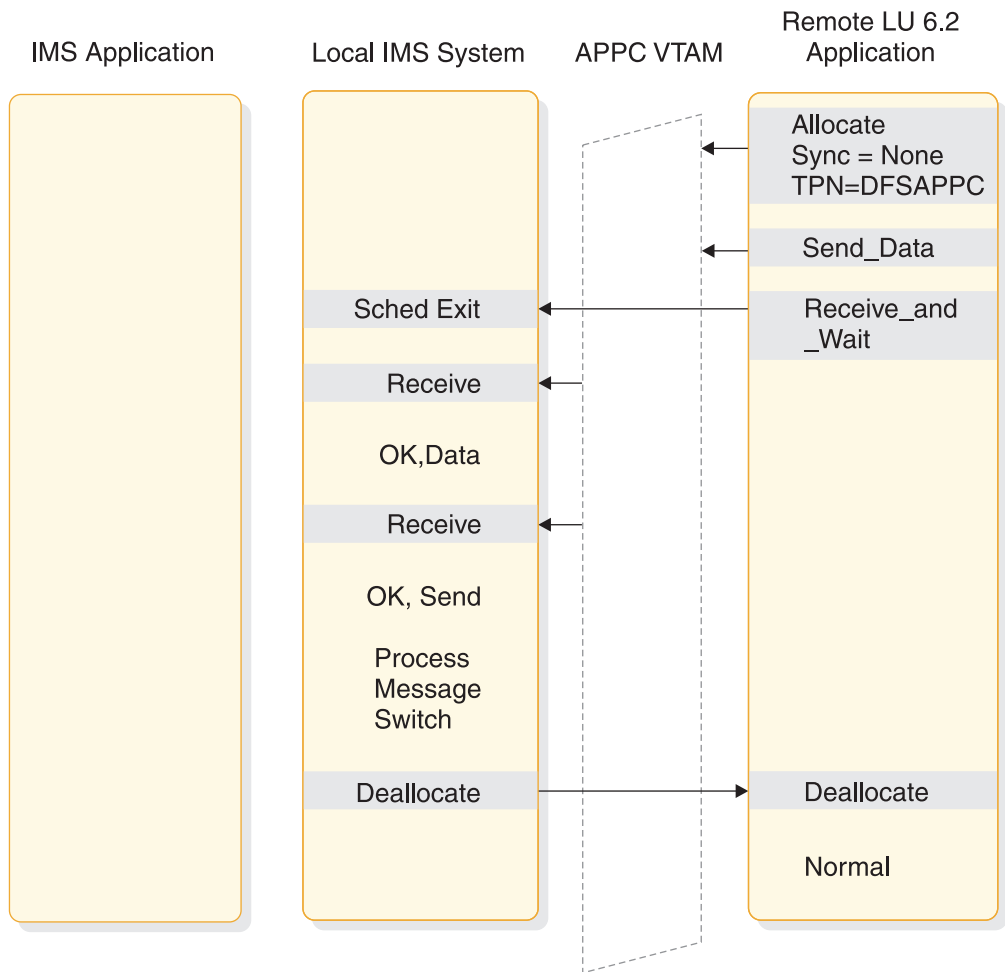 IMS Application
Local IMS System
APPC VTAM
Remote LU 6.2
Application
Allocate
Sync = None
TPN=DFSAPPC
Send_Data
Sched Exit
Receive_and
_Wait
Receive
OK,Data
Receive
OK, Send
Process
Message
Switch
Deallocate
Deallocate
Normal